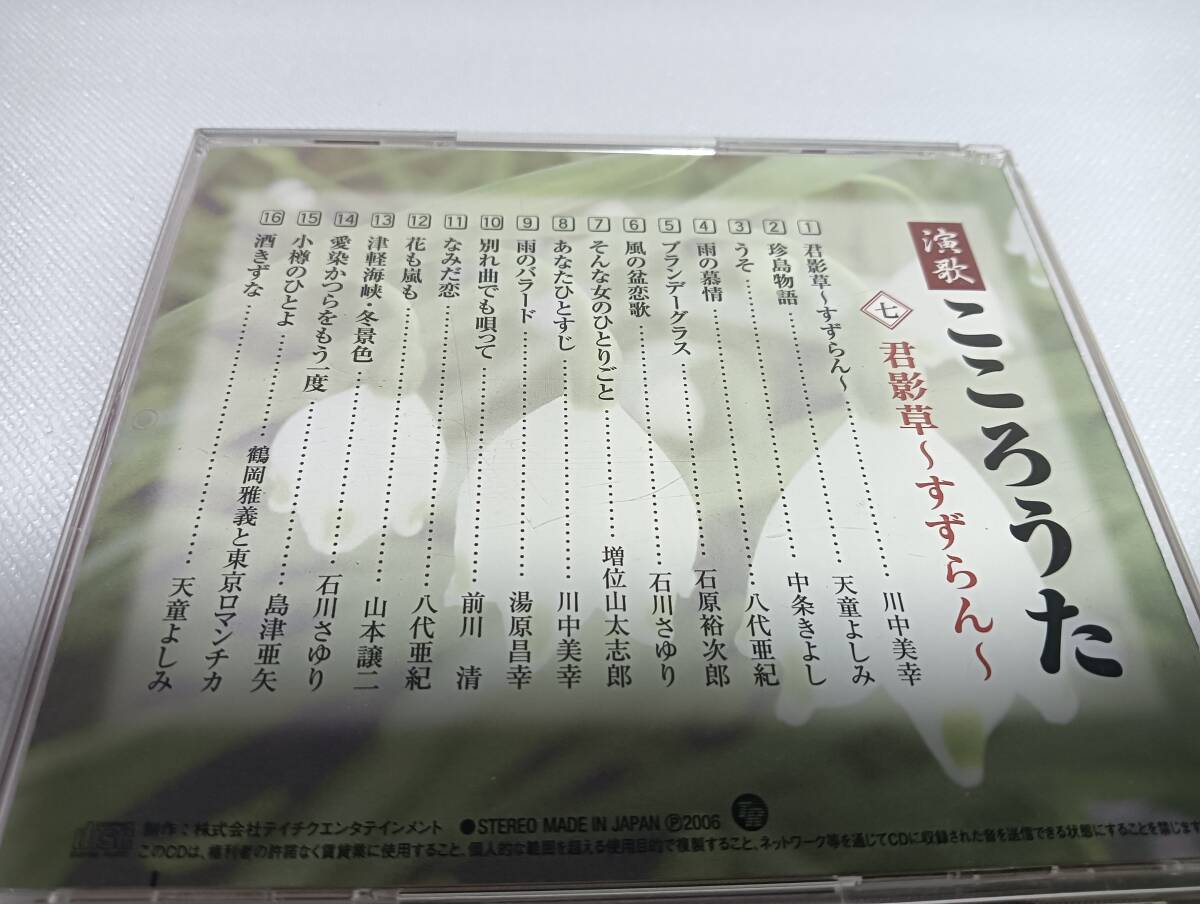 演歌
こころうた
七 君影草～すずらん～
1 君影草～すずらん～………川中美幸
2 珍島物語………天童よしみ
3 うそ………中条きよし
4 雨の慕情………八代亜紀
5 ブランデーグラス………石原裕次郎
6 風の盆恋歌………石川さゆり
7 そんな女のひとりごと………増位山太志郎
8 あなたひとすじ………川中美幸
9 雨のバラード………湯原昌幸
10 別れ曲でも唄って………前川 清
11 なみだ恋………八代亜紀
12 花も嵐も………山本譲二
13 津軽海峡・冬景色………石川さゆり
14 愛染かつらをもう一度………島津亜矢
15 小樽のひとよ………鶴岡雅義と東京ロマンチカ
16 酒きずな………天童よしみ
制作：株式会社テイチクエンタテインメント ●STEREO MADE IN JAPAN Ⓟ2006
このCDは、権利者の許諾なく賃貸業に使用すること、個人的な範囲を超える使用目的で複製すること、ネットワーク等を通じてCDに収録された音を送信できる状態にすることを禁じます